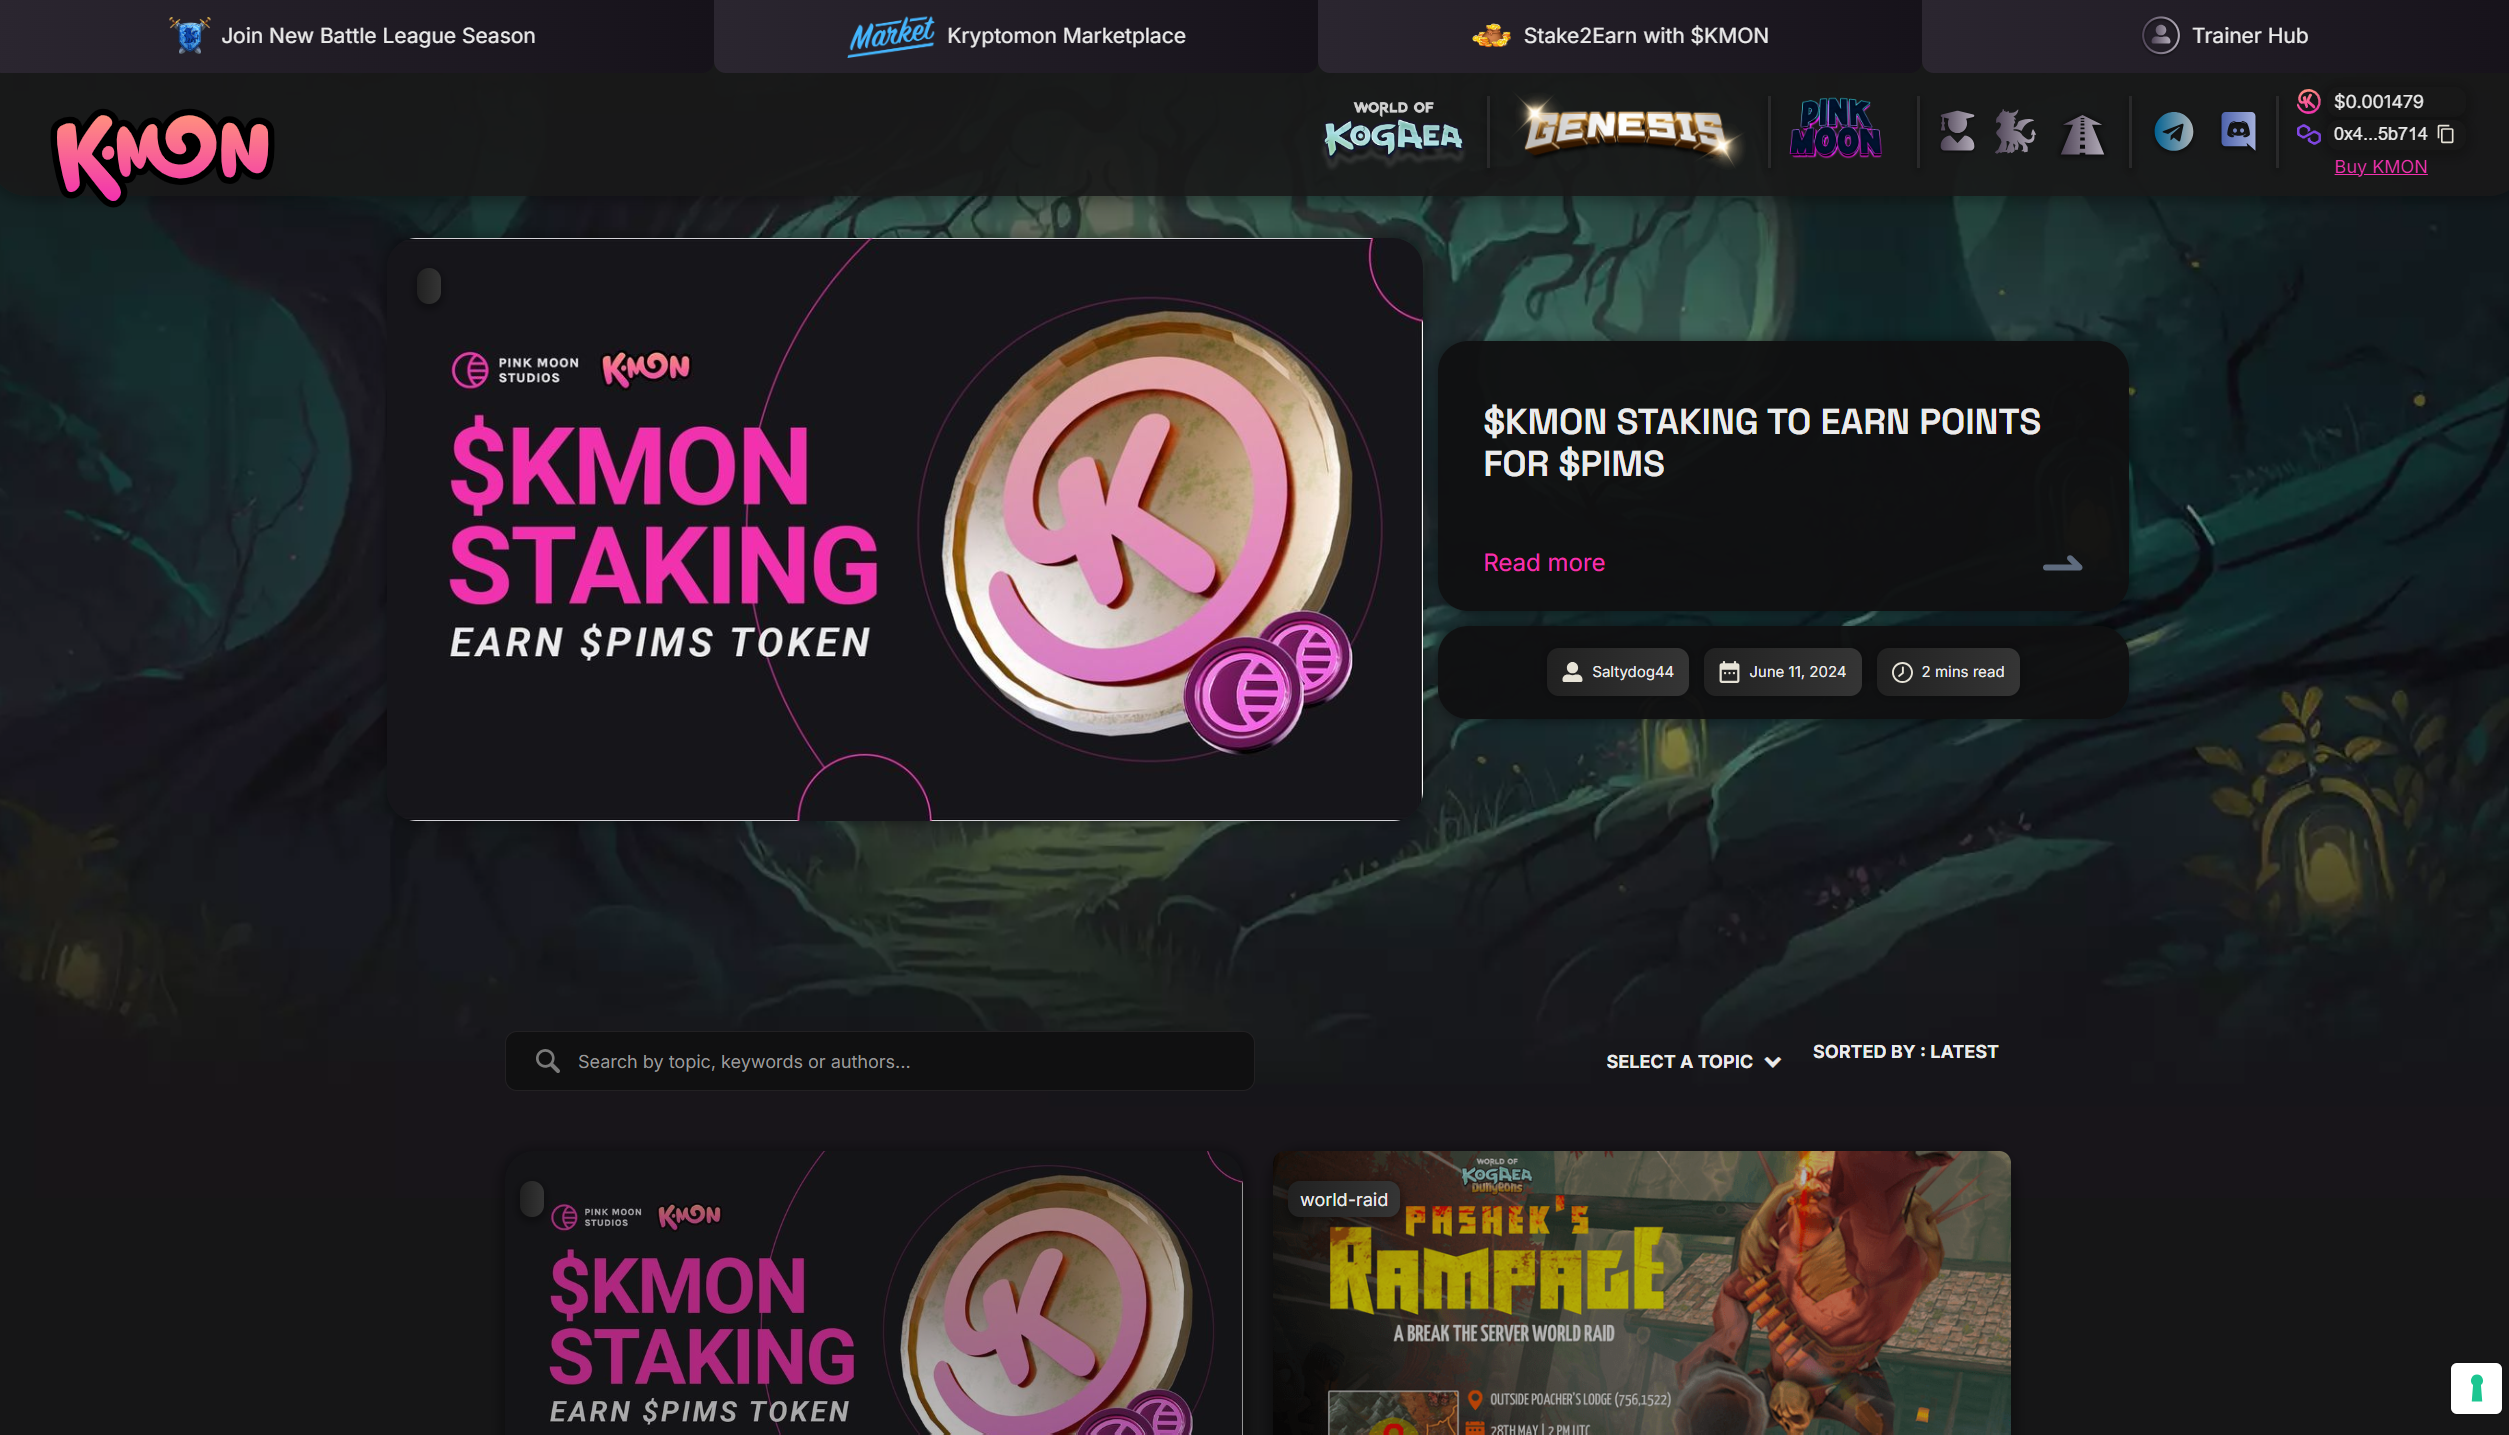 Join New Battle League Season
Market
Kryptomon Marketplace
Stake2Earn with $KMON
Trainer Hub
KMON
WORLD OF
KOGAEA
GENESIS
PINK
MOON
$0.001479
0x4...5b714
Buy KMON
PINK MOON
STUDIOS
KMON
$KMON
STAKING
EARN $PIMS TOKEN
$KMON STAKING TO EARN POINTS
FOR $PIMS
Read more
Saltydog44
June 11, 2024
2 mins read
Search by topic, keywords or authors...
SELECT A TOPIC
SORTED BY : LATEST
PINK MOON
STUDIOS
KMON
$KMON
STAKING
EARN $PIMS TOKEN
world-raid
WORLD OF
KOGAEA
Dungeons
PASHEK'S
RAMPAGE
A BREAK THE SERVER WORLD RAID
OUTSIDE POACHER'S LODGE (756,1522)
28TH MAY | 2 PM UTC